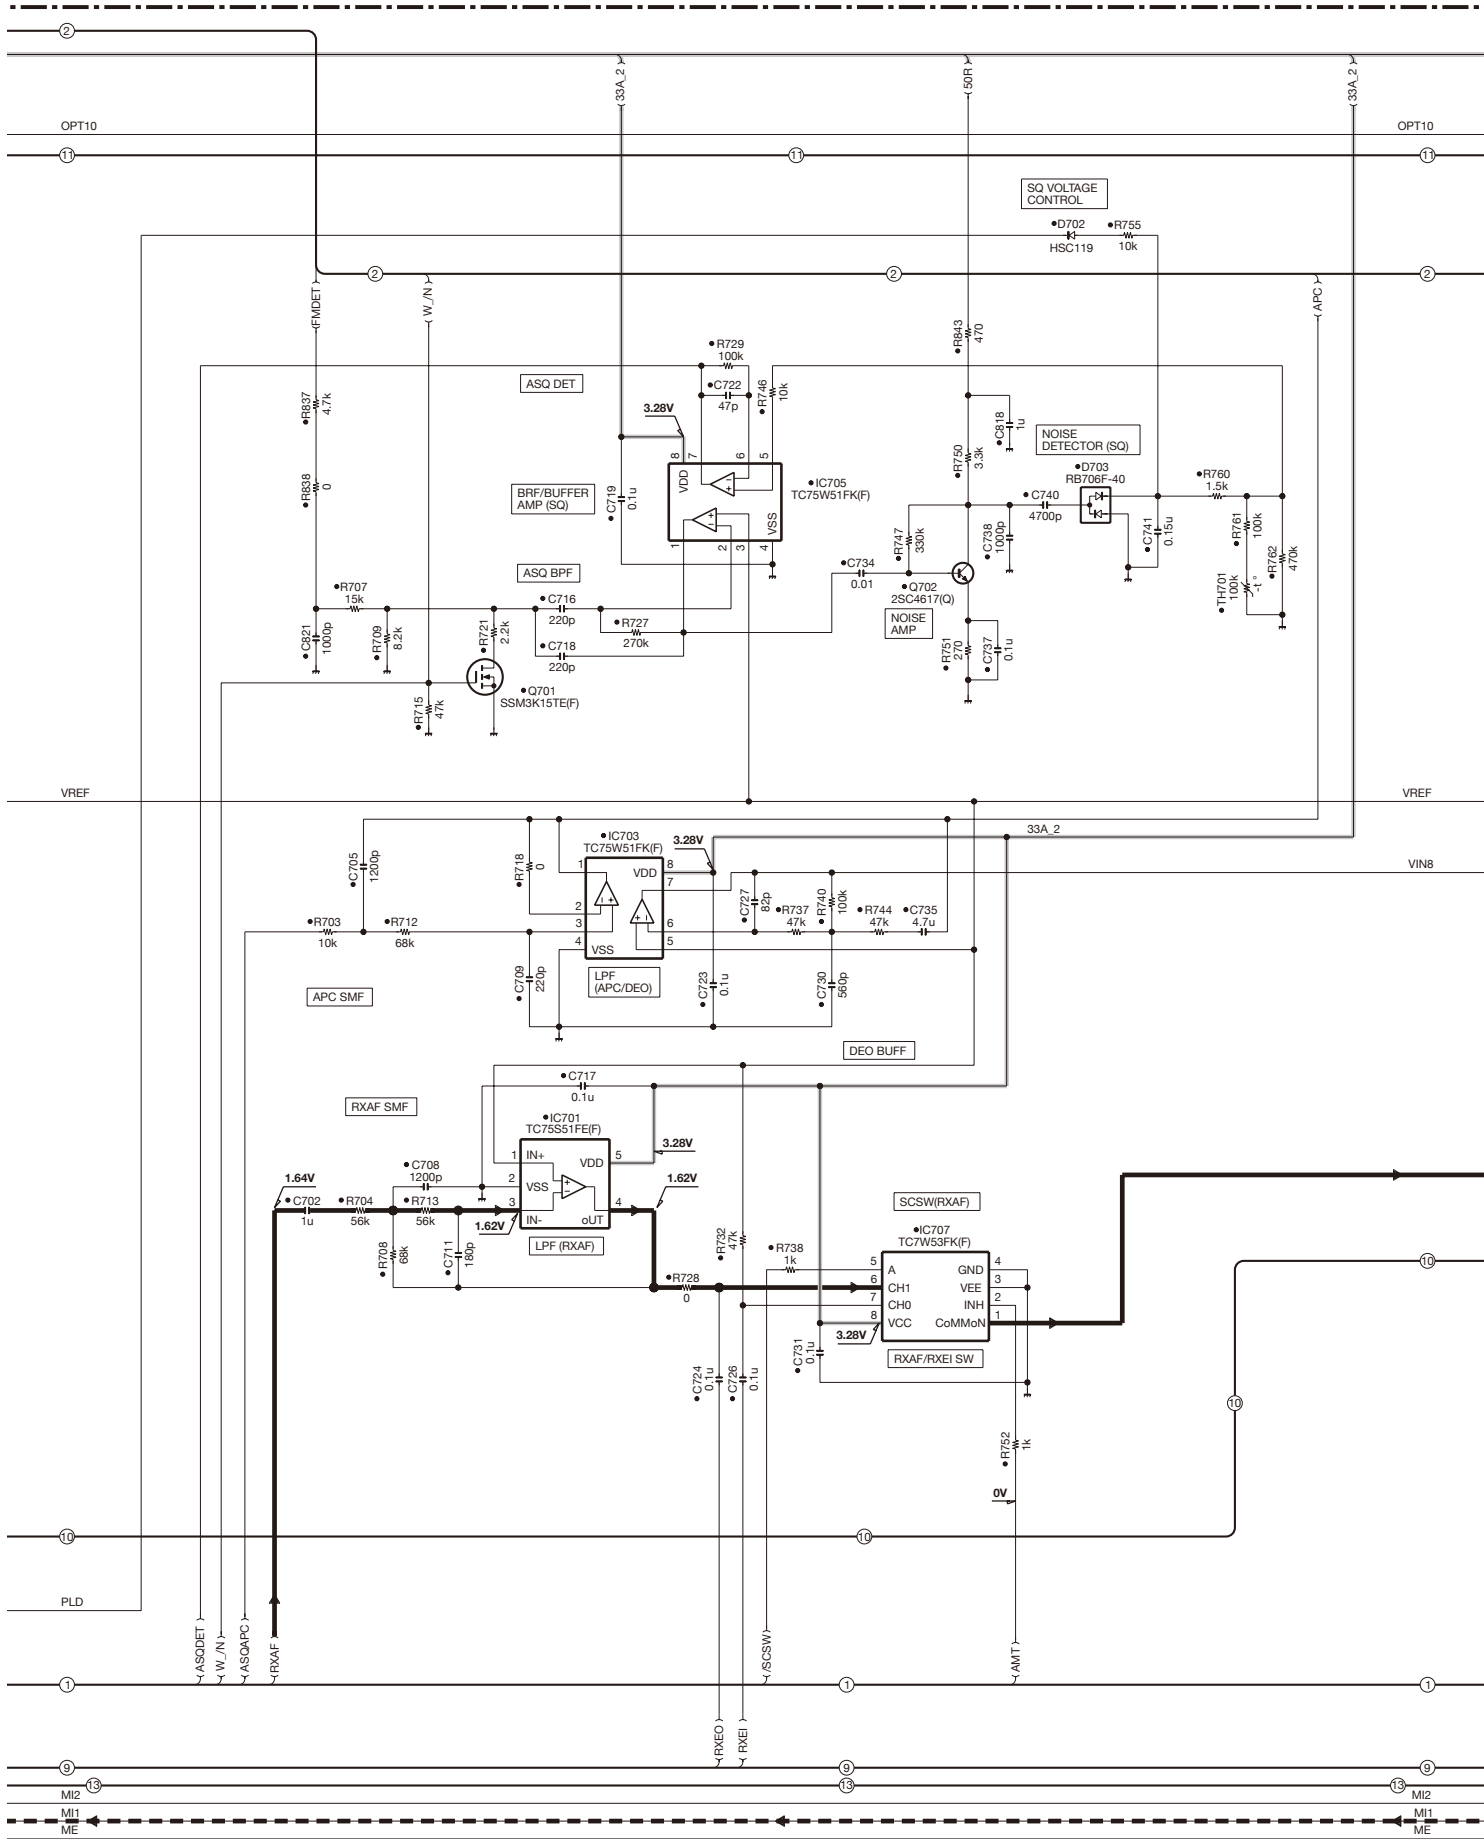 2
33A_2
50R
33A_2
OPT10
OPT10
11
11
11
SQ VOLTAGE
CONTROL
D702
HSC119
R755
10k
2
2
2
FMDET
W_/N
APC
R843
470
R729
100k
ASQ DET
C722
47p
R746
10k
R837
4.7k
3.28V
C818
1u
NOISE
DETECTOR (SQ)
R750
3.3k
D703
RB706F-40
R760
1.5k
8
7
6
5
VDD
IC705
TC75W51FK(F)
R838
0
BRF/BUFFER
AMP (SQ)
C719
0.1u
C740
4700p
VSS
1
2
3
4
R747
330k
C738
1000p
C741
0.15u
R761
100k
R762
470k
ASQ BPF
C734
0.01
TH701
100k
-t°
Q702
2SC4617(Q)
NOISE
AMP
R707
15k
C716
220p
R727
270k
C821
1000p
R709
8.2k
R721
2.2k
C718
220p
R751
270
C737
0.1u
Q701
SSM3K15TE(F)
R715
47k
VREF
VREF
33A_2
IC703
TC75W51FK(F)
3.28V
C705
1200p
R718
0
1
VDD
8
VIN8
7
C727
82p
R740
100k
2
R737
47k
R744
47k
C735
4.7u
R703
10k
R712
68k
3
6
4
VSS
5
LPF
(APC/DEO)
C709
220p
C723
0.1u
C730
560p
APC SMF
DEO BUFF
C717
0.1u
RXAF SMF
IC701
TC75S51FE(F)
3.28V
1
IN+
VDD
5
C708
1200p
1.64V
2
VSS
1.62V
C702
1u
R704
56k
R713
56k
3
IN-
4
oUT
1.62V
SCSW(RXAF)
IC707
TC7W53FK(F)
LPF (RXAF)
R708
68k
C711
180p
R732
47k
R738
1k
5
A
GND
4
R728
0
6
CH1
VEE
3
7
CH0
INH
2
8
VCC
CoMMoN
1
3.28V
10
C731
0.1u
RXAF/RXEI SW
C724
0.1u
C726
0.1u
10
R752
1k
0V
10
10
PLD
ASQDET
W_/N
ASQAPC
RXAF
/SCSW
AMT
1
1
1
RXEO
RXEI
9
9
9
13
13
13
MI2
MI2
MI1
MI1
ME
ME